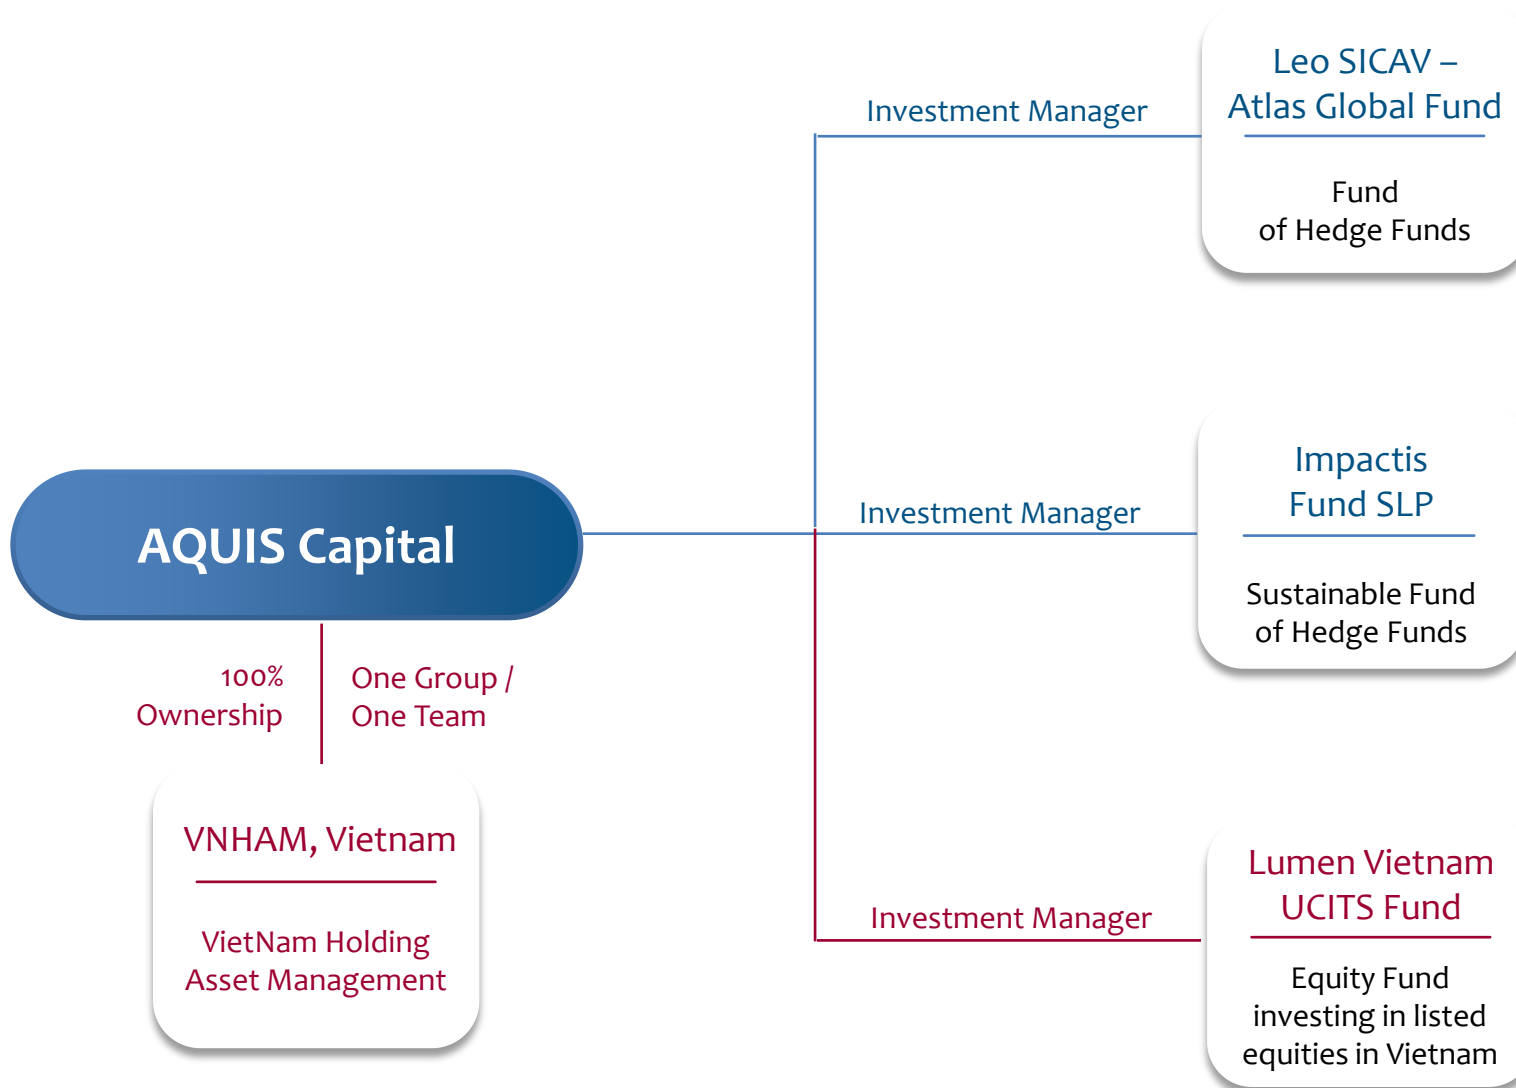 Leo SICAV –
Atlas Global Fund
Investment Manager
Fund
of Hedge Funds
Impactis
Fund SLP
Investment Manager
AQUIS Capital
Sustainable Fund
of Hedge Funds
100%
Ownership
One Group /
One Team
VNHAM, Vietnam
VietNam Holding
Asset Management
Lumen Vietnam
UCITS Fund
Investment Manager
Equity Fund
investing in listed
equities in Vietnam